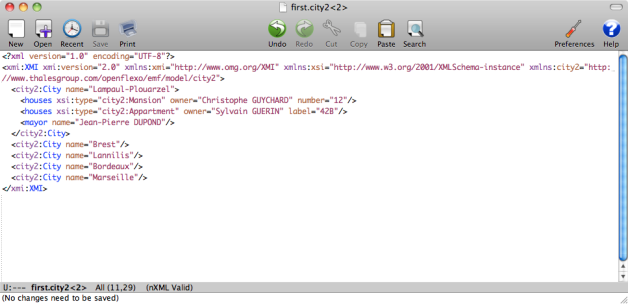 first.city2<2>
New Open Recent Save Print Undo Redo Cut Copy Paste Search Preferences Help
<?xml version="1.0" encoding="UTF-8"?>
<xmi:XMI xmi:version="2.0" xmlns:xmi="http://www.omg.org/XMI" xmlns:xsi="http://www.w3.org/2001/XMLSchema-instance" xmlns:city2="http:
//www.thalesgroup.com/openflexo/emf/model/city2">
<city2:City name="Lampaul-Plouarzel">
<houses xsi:type="city2:Mansion" owner="Christophe GUYCHARD" number="12"/>
<houses xsi:type="city2:Appartment" owner="Sylvain GUERIN" label="42B"/>
<mayor name="Jean-Pierre DUPOND"/>
</city2:City>
<city2:City name="Brest"/>
<city2:City name="Lannilis"/>
<city2:City name="Bordeaux"/>
<city2:City name="Marseille"/>
</xmi:XMI>
U:--- first.city2<2> All (11,29) (nXML Valid)
(No changes need to be saved)